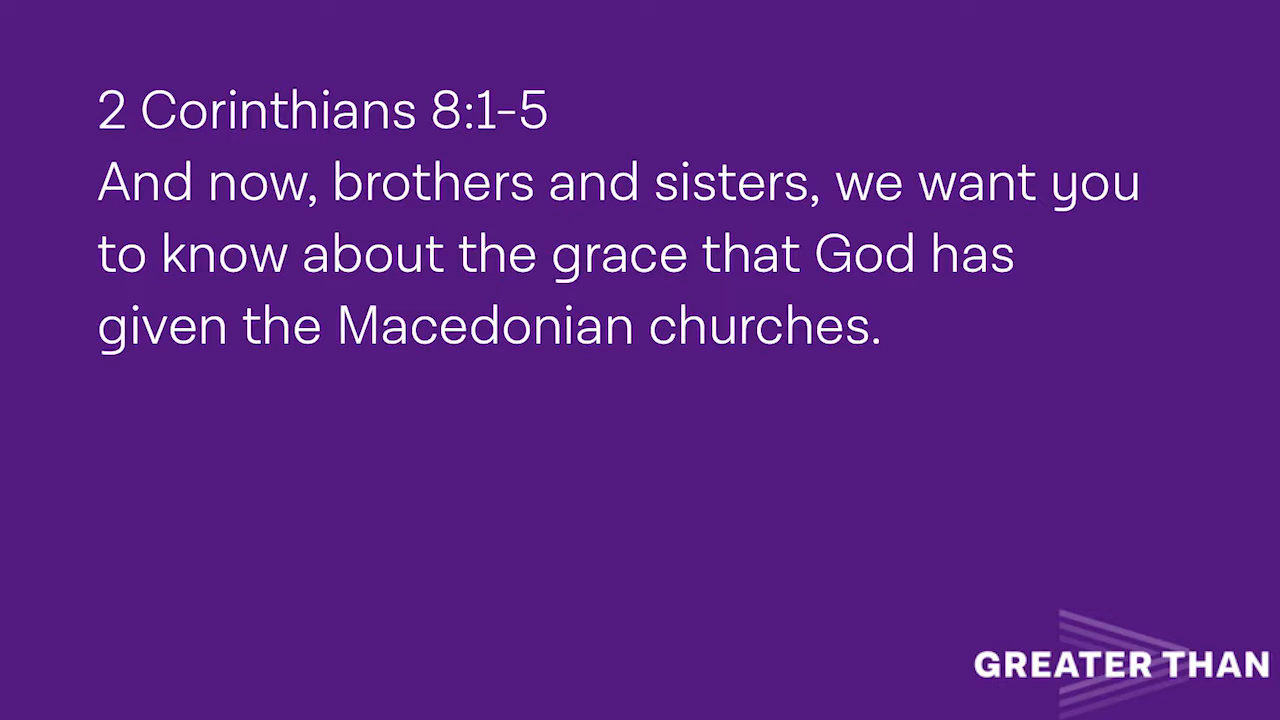 2 Corinthians 8:1-5
And now, brothers and sisters, we want you
to know about the grace that God has
given the Macedonian churches.
GREATER THAN